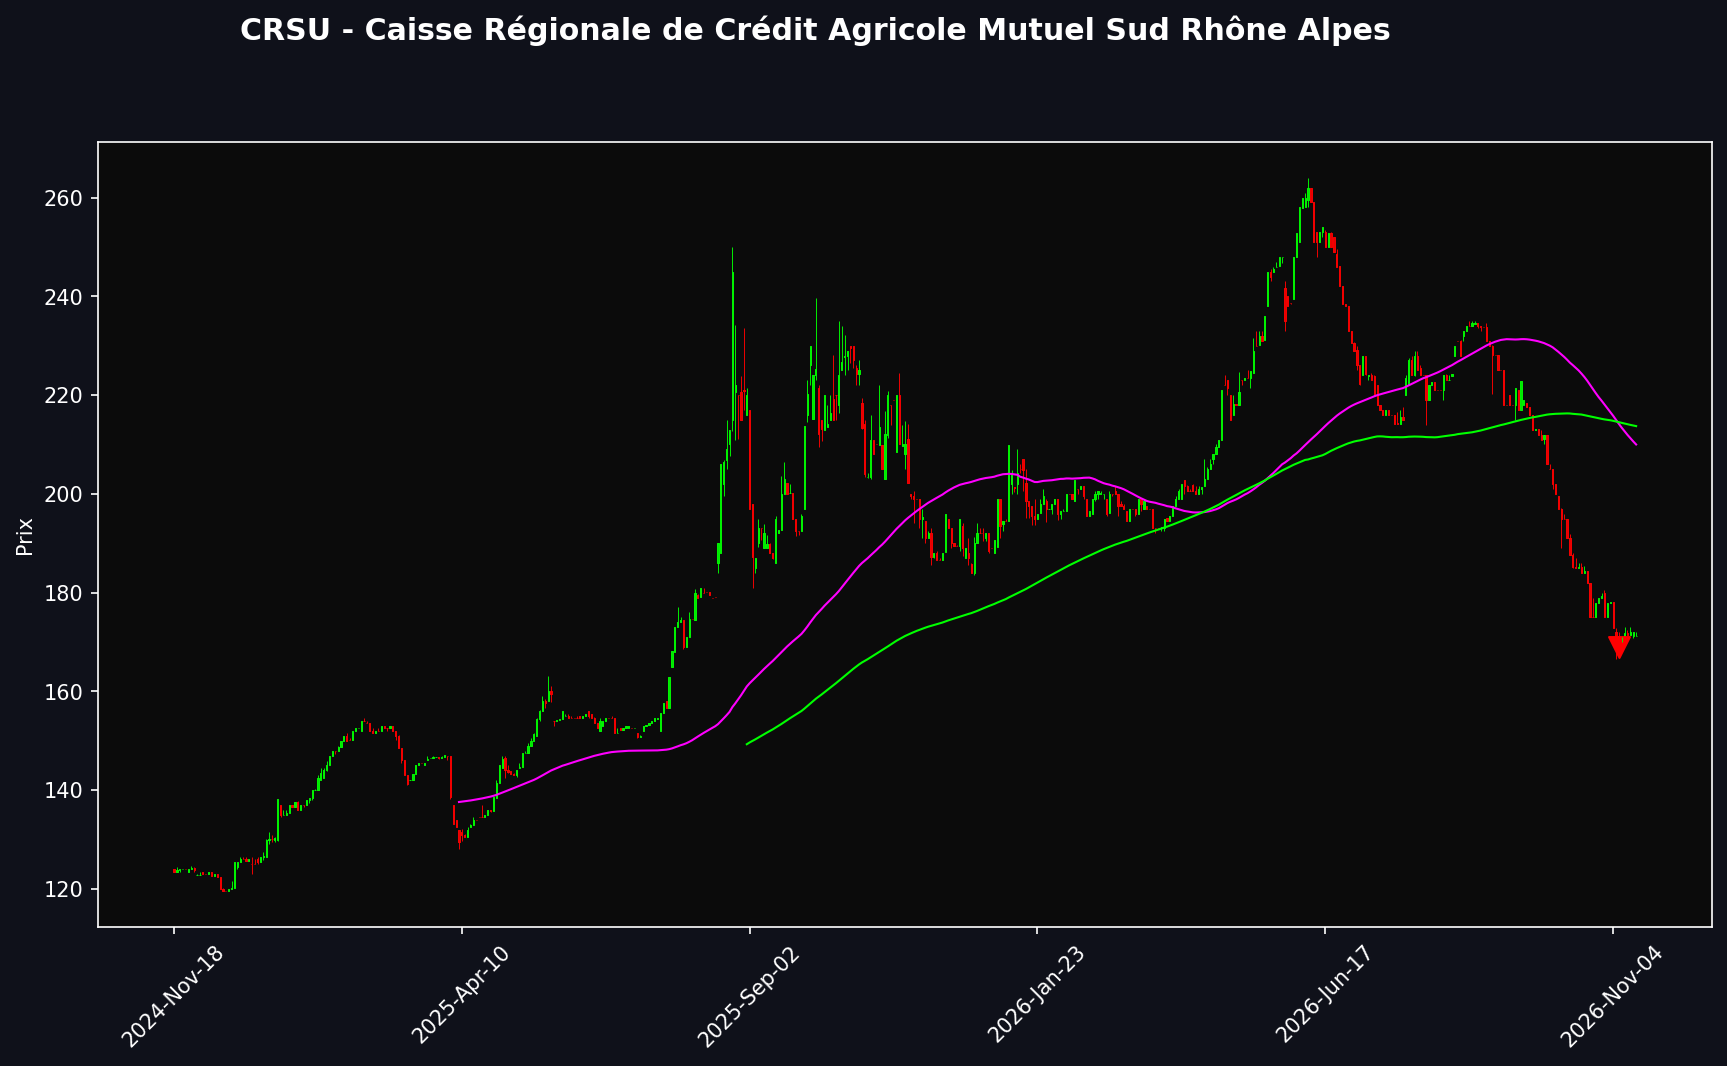 CRSU - Caisse Régionale de Crédit Agricole Mutuel Sud Rhône Alpes
Prix
260
240
220
200
180
160
140
120
2024-Nov-18
2025-Apr-10
2025-Sep-02
2026-Jan-23
2026-Jun-17
2026-Nov-04